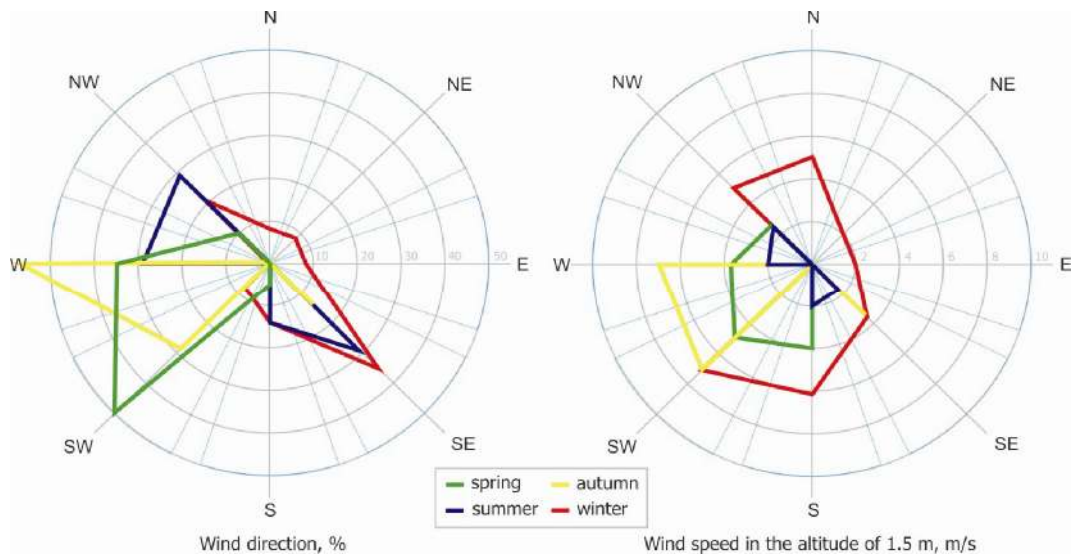 N
NW
NE
W
10 20 30 40 50
E
SW
SE
S
Wind direction, %
N
NW
NE
W
2 4 6 8 10
E
SW
SE
S
Wind speed in the altitude of 1.5 m, m/s
spring
autumn
summer
winter